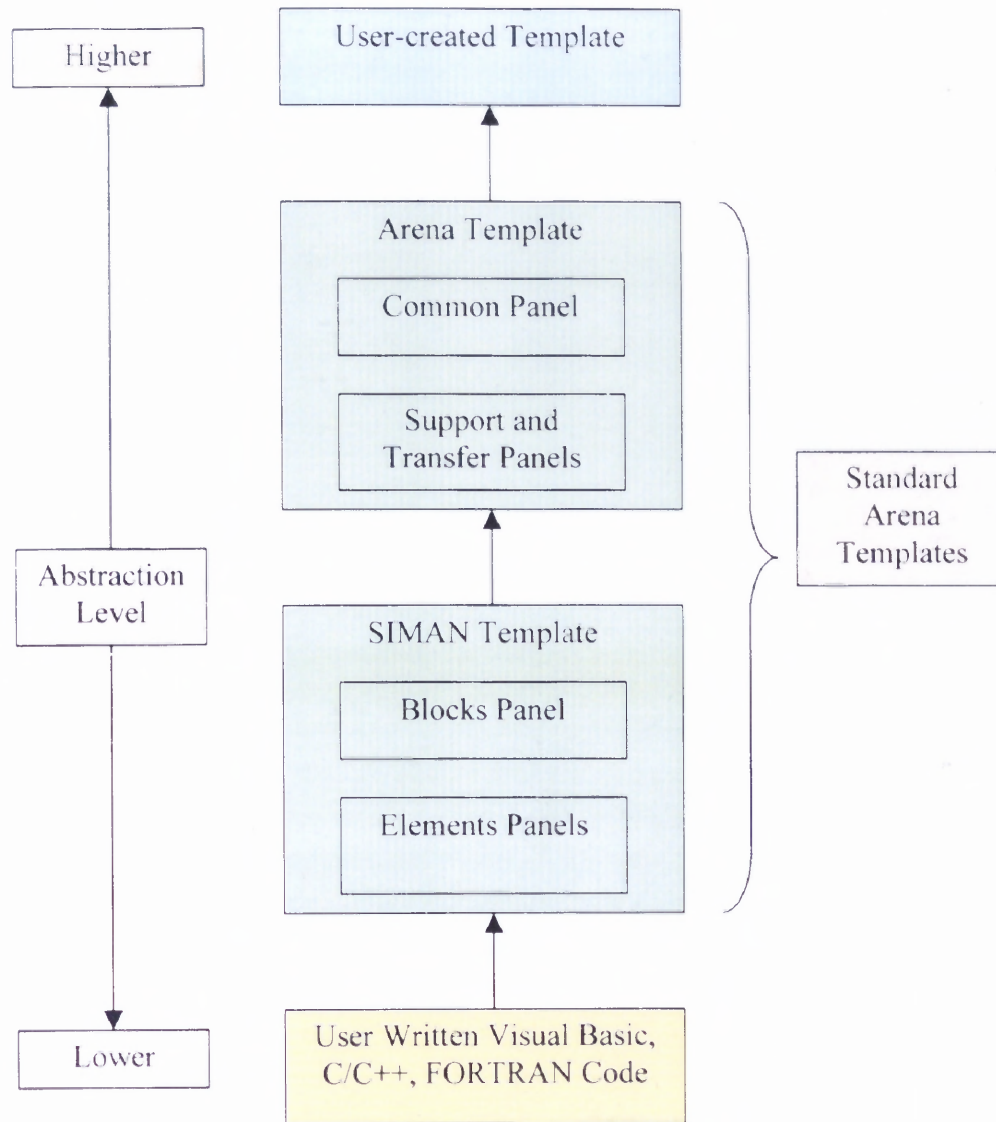 Higher
User-created Template
Arena Template
Common Panel
Support and
Transfer Panels
Standard
Arena
Templates
Abstraction
Level
SIMAN Template
Blocks Panel
Elements Panels
Lower
User Written Visual Basic,
C/C++, FORTRAN Code